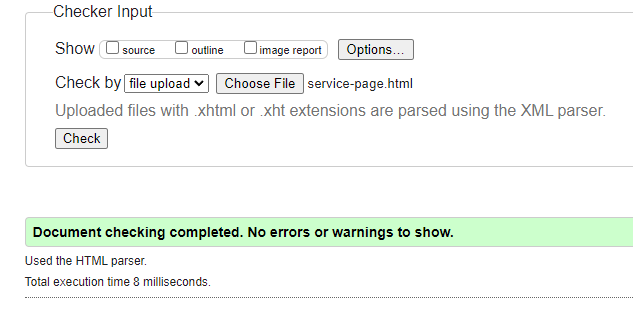 Checker Input
Show source outline image report Options...
Check by file upload Choose File service-page.html
Uploaded files with .xhtml or .xht extensions are parsed using the XML parser.
Check
Document checking completed. No errors or warnings to show.
Used the HTML parser.
Total execution time 8 milliseconds.